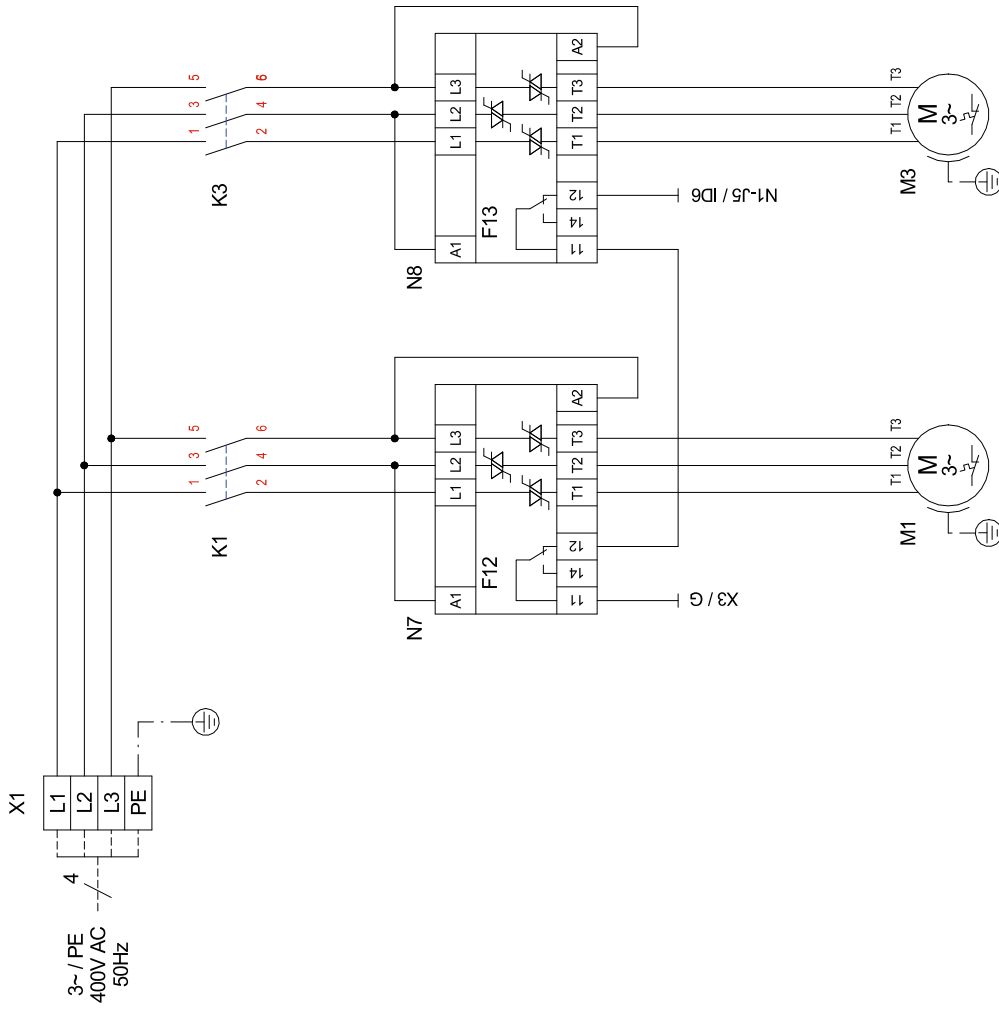 X1
L1
L2
L3
PE
4
3~ / PE
400V AC
50Hz
K1
1
3
5
2
4
6
K3
1
3
5
2
4
6
N7
A1
L1
L2
L3
F12
11
14
12
T1
T2
T3
A2
X3 / G
N8
A1
L1
L2
L3
F13
11
14
12
T1
T2
T3
A2
N1-J5 / ID6
M1
T1
T2
T3
M
3~
M3
T1
T2
T3
M
3~